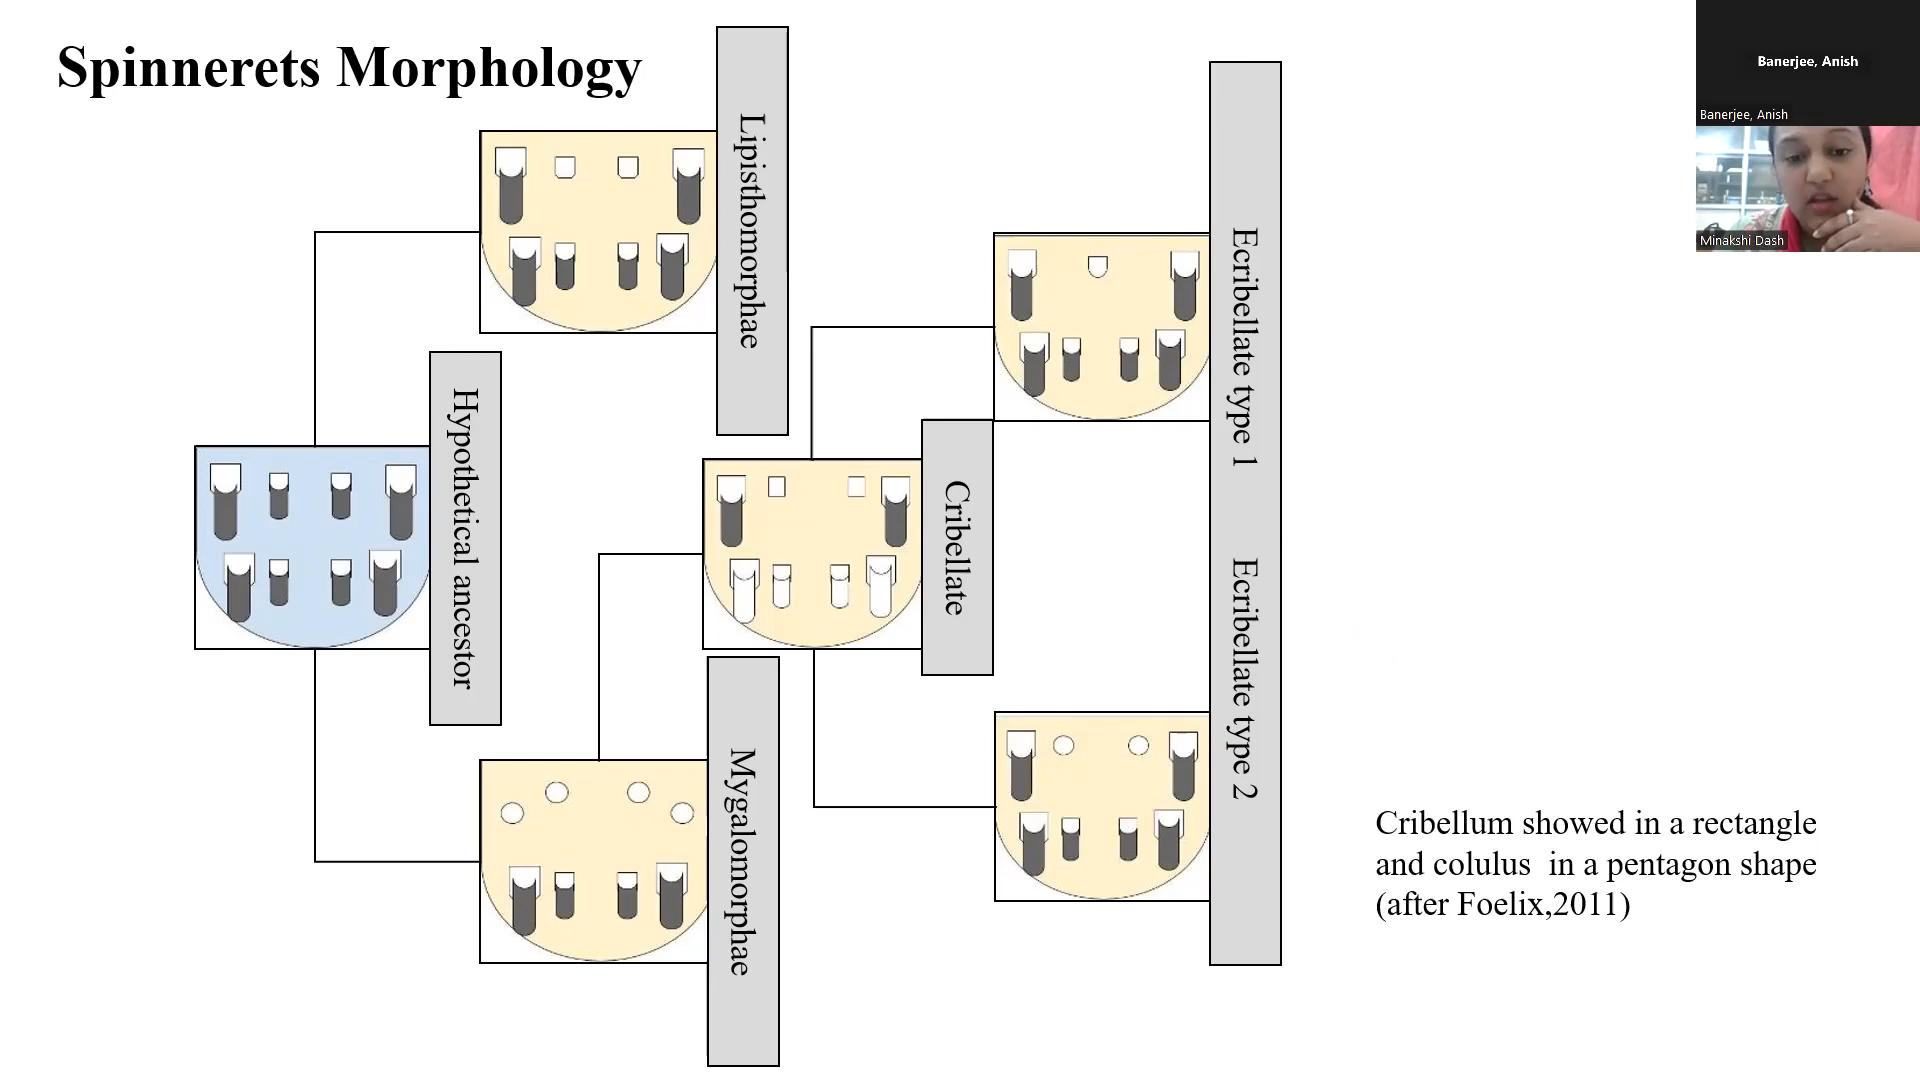 Spinnerets Morphology
Lipisthomorphae
Hypothetical ancestor
Cribellate
Mygalomorphae
Ecribellate type 1
Ecribellate type 2
Cribellum showed in a rectangle
and colulus in a pentagon shape
(after Foelix,2011)
Banerjee, Anish
Banerjee, Anish
Minakshi Dash